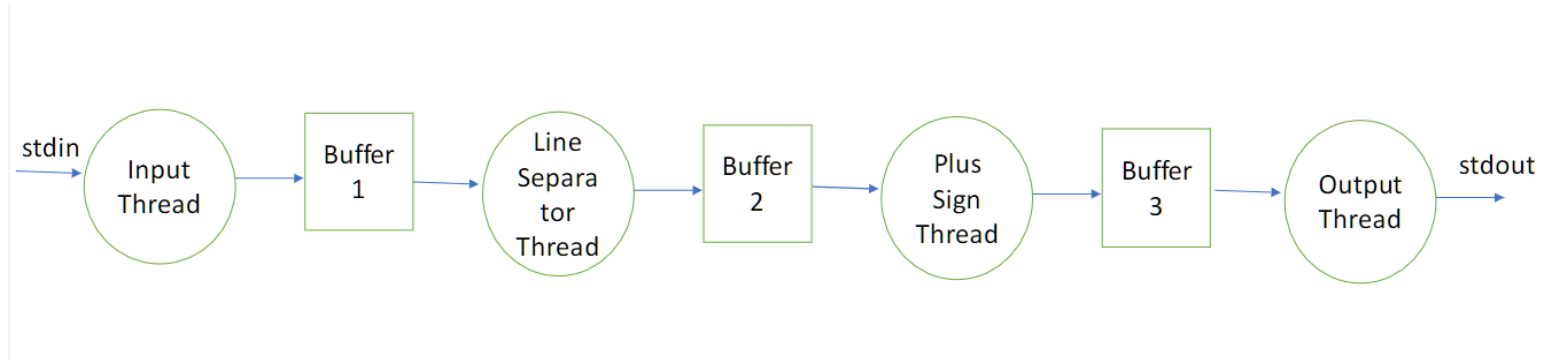 stdin
Input
Thread
Buffer
1
Line
Separa
tor
Thread
Buffer
2
Plus
Sign
Thread
Buffer
3
Output
Thread
stdout